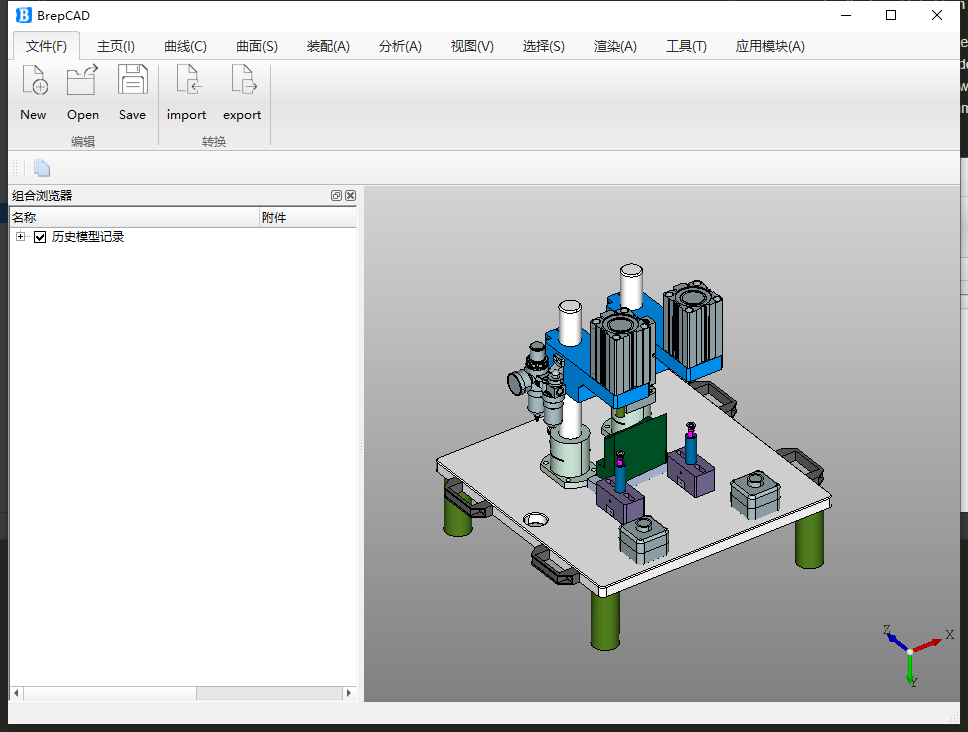 BrepCAD
文件(F) 主页(I) 曲线(C) 曲面(S) 装配(A) 分析(A) 视图(V) 选择(S) 渲染(A) 工具(T) 应用模块(A)
New Open Save import export
编辑 转换
组合浏览器
名称 附件
历史模型记录
Z X
Y